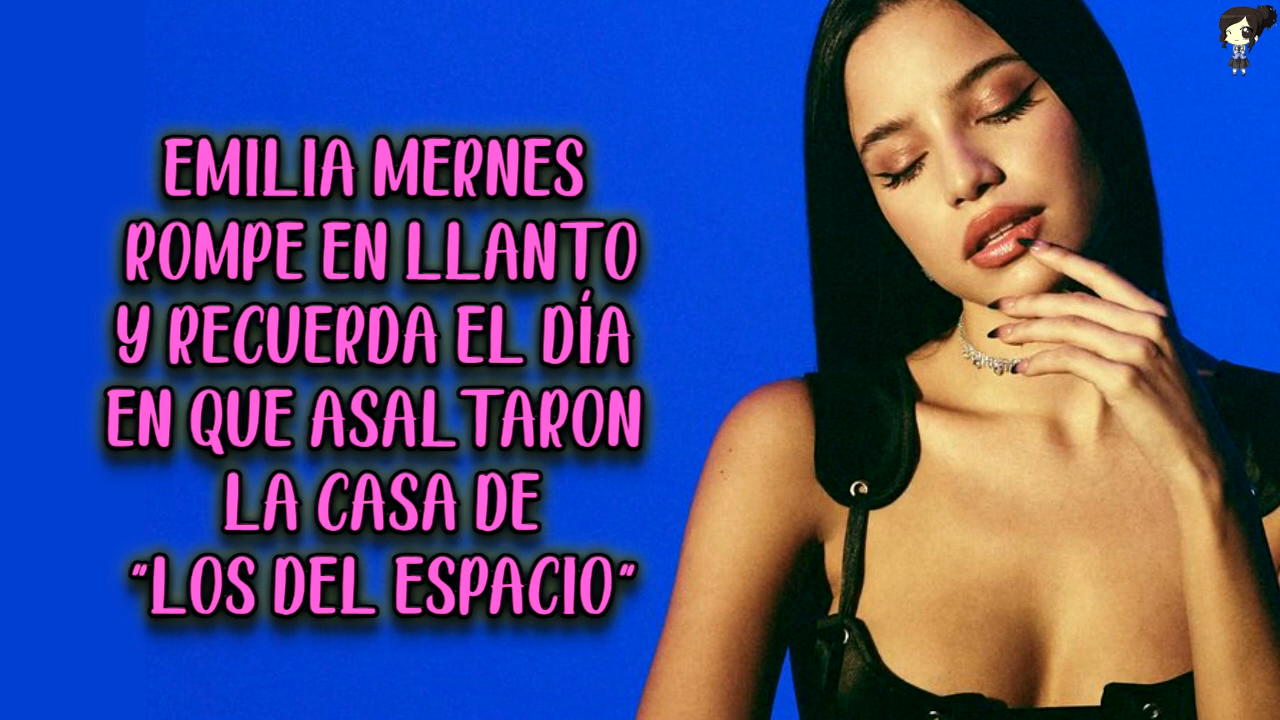 EMILIA MERNES
ROMPE EN LLANTO
Y RECUERDA EL DÍA
EN QUE ASALTARON
LA CASA DE
"LOS DEL ESPACIO"